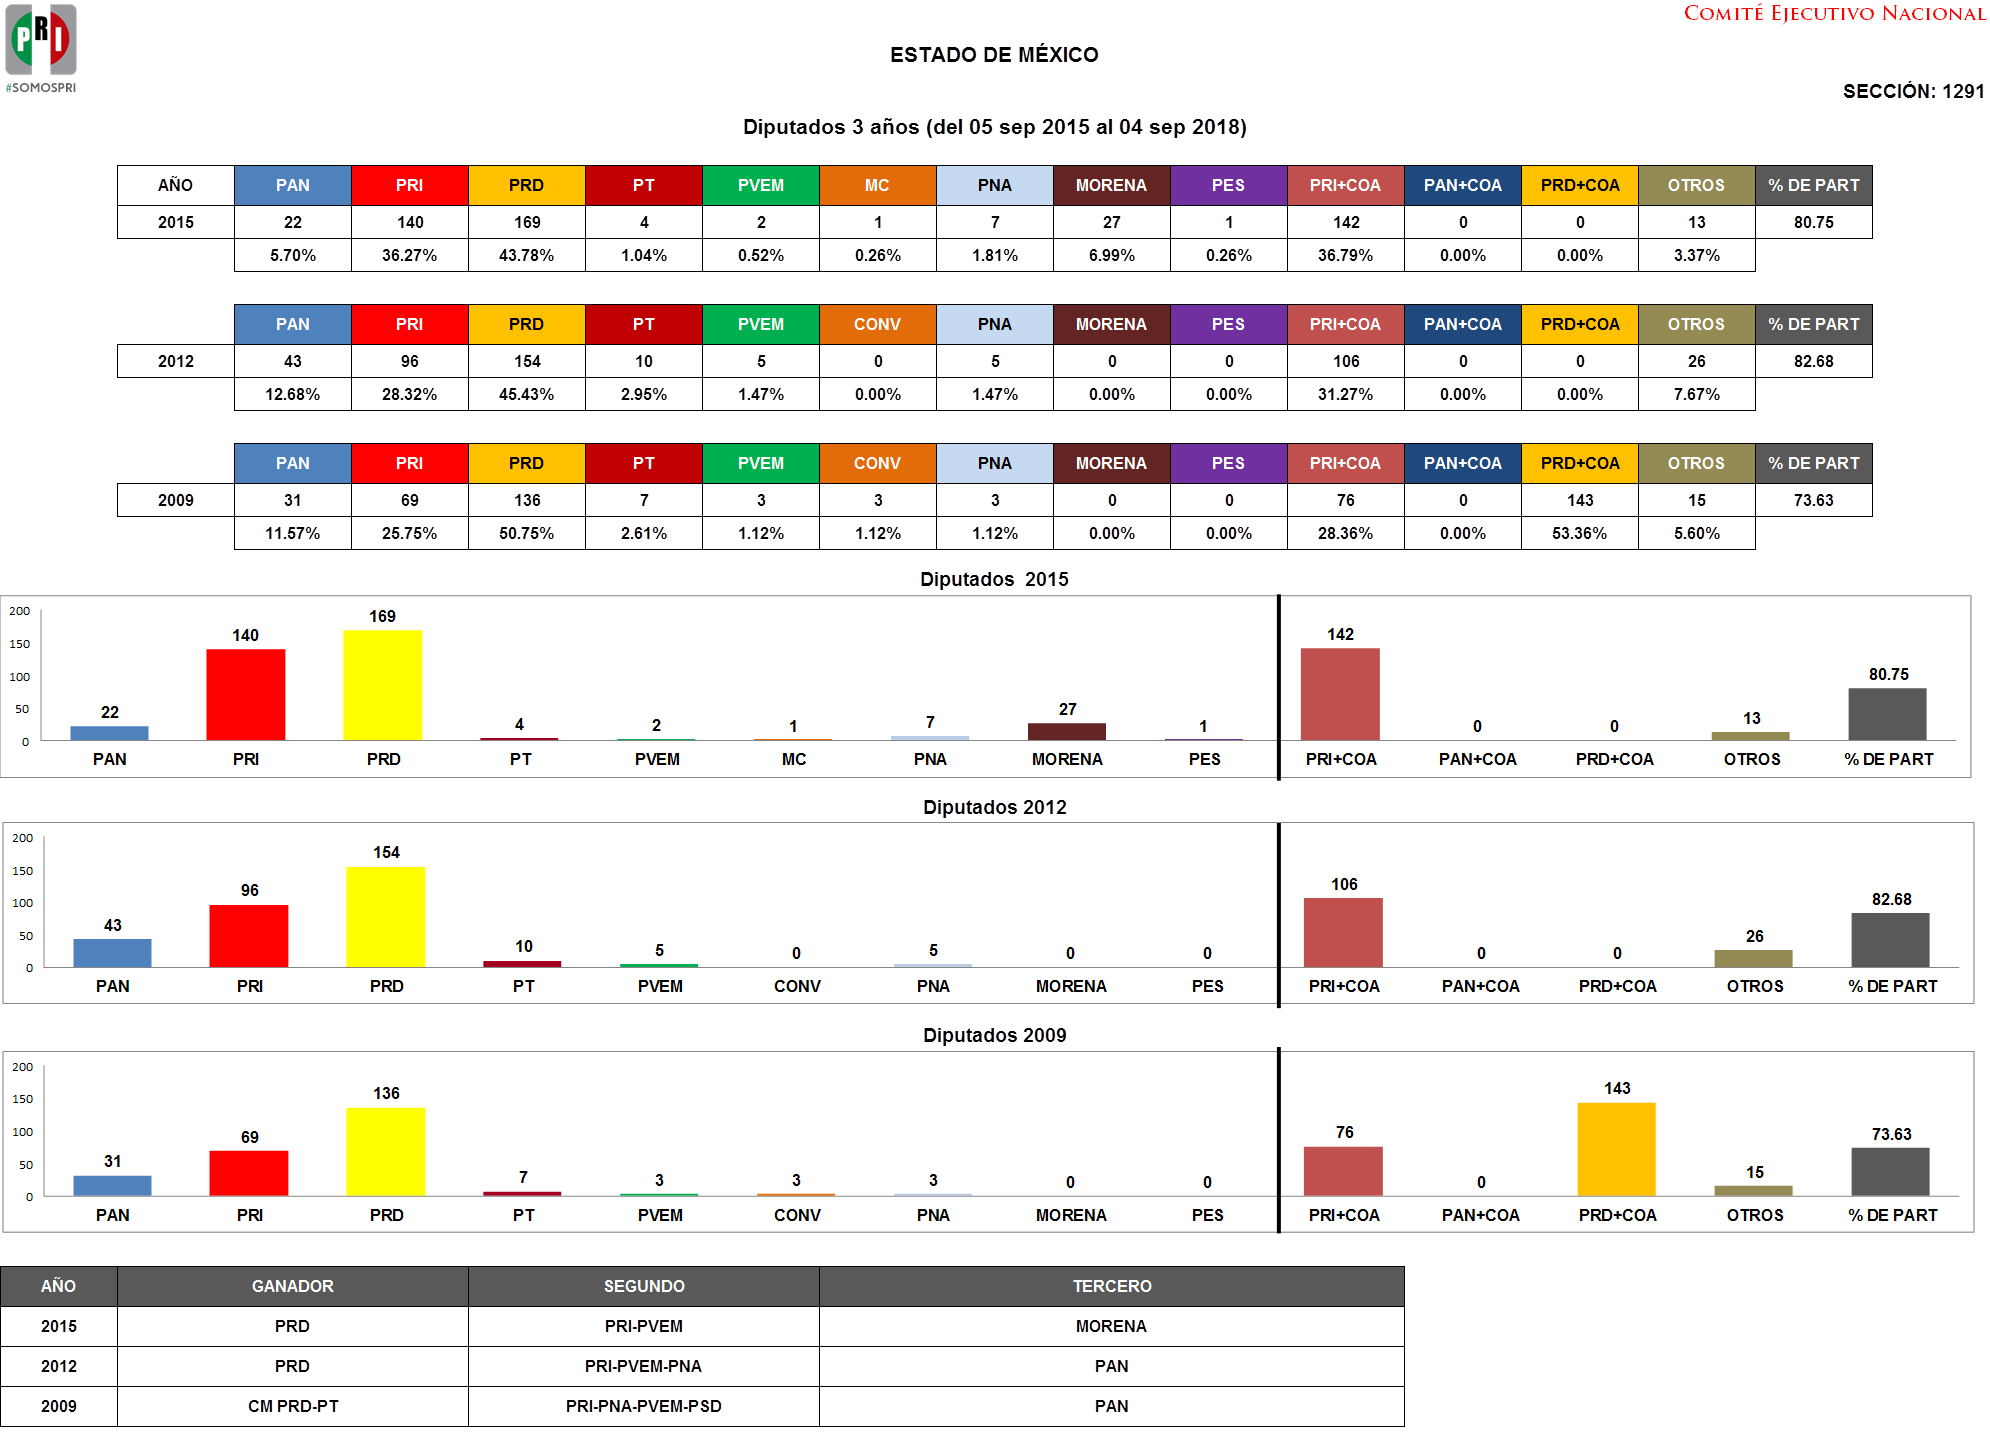 PRI
#SOMOSPRI
COMITÉ EJECUTIVO NACIONAL
ESTADO DE MÉXICO
SECCIÓN: 1291
Diputados 3 años (del 05 sep 2015 al 04 sep 2018)
AÑO PAN PRI PRD PT PVEM MC PNA MORENA PES PRI+COA PAN+COA PRD+COA OTROS % DE PART
2015 22 140 169 4 2 1 7 27 1 142 0 0 13 80.75
5.70% 36.27% 43.78% 1.04% 0.52% 0.26% 1.81% 6.99% 0.26% 36.79% 0.00% 0.00% 3.37%
PAN PRI PRD PT PVEM CONV PNA MORENA PES PRI+COA PAN+COA PRD+COA OTROS % DE PART
2012 43 96 154 10 5 0 5 0 0 106 0 0 26 82.68
12.68% 28.32% 45.43% 2.95% 1.47% 0.00% 1.47% 0.00% 0.00% 31.27% 0.00% 0.00% 7.67%
PAN PRI PRD PT PVEM CONV PNA MORENA PES PRI+COA PAN+COA PRD+COA OTROS % DE PART
2009 31 69 136 7 3 3 3 0 0 76 0 143 15 73.63
11.57% 25.75% 50.75% 2.61% 1.12% 1.12% 1.12% 0.00% 0.00% 28.36% 0.00% 53.36% 5.60%
Diputados 2015
200
150
100
50
0
22 140 169 4 2 1 7 27 1 142 0 0 13 80.75
PAN PRI PRD PT PVEM MC PNA MORENA PES PRI+COA PAN+COA PRD+COA OTROS % DE PART
Diputados 2012
200
150
100
50
0
43 96 154 10 5 0 5 0 0 106 0 0 26 82.68
PAN PRI PRD PT PVEM CONV PNA MORENA PES PRI+COA PAN+COA PRD+COA OTROS % DE PART
Diputados 2009
200
150
100
50
0
31 69 136 7 3 3 3 0 0 76 0 143 15 73.63
PAN PRI PRD PT PVEM CONV PNA MORENA PES PRI+COA PAN+COA PRD+COA OTROS % DE PART
AÑO GANADOR SEGUNDO TERCERO
2015 PRD PRI-PVEM MORENA
2012 PRD PRI-PVEM-PNA PAN
2009 CM PRD-PT PRI-PNA-PVEM-PSD PAN